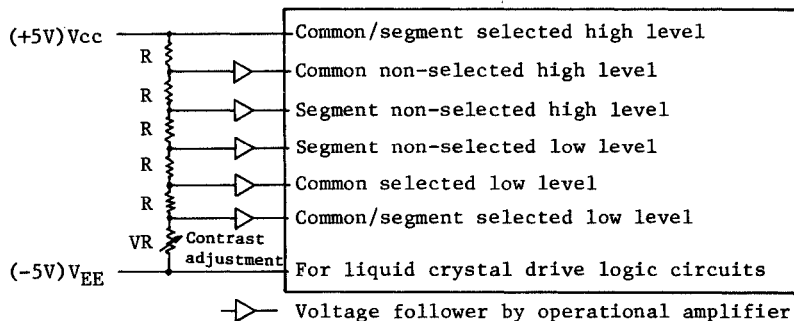 (+5V)Vcc Common/segment selected high level
R
Common non-selected high level
R
Segment non-selected high level
R
Segment non-selected low level
R
Common selected low level
R
Common/segment selected low level
VR Contrast adjustment
(-5V)VEE For liquid crystal drive logic circuits
Voltage follower by operational amplifier